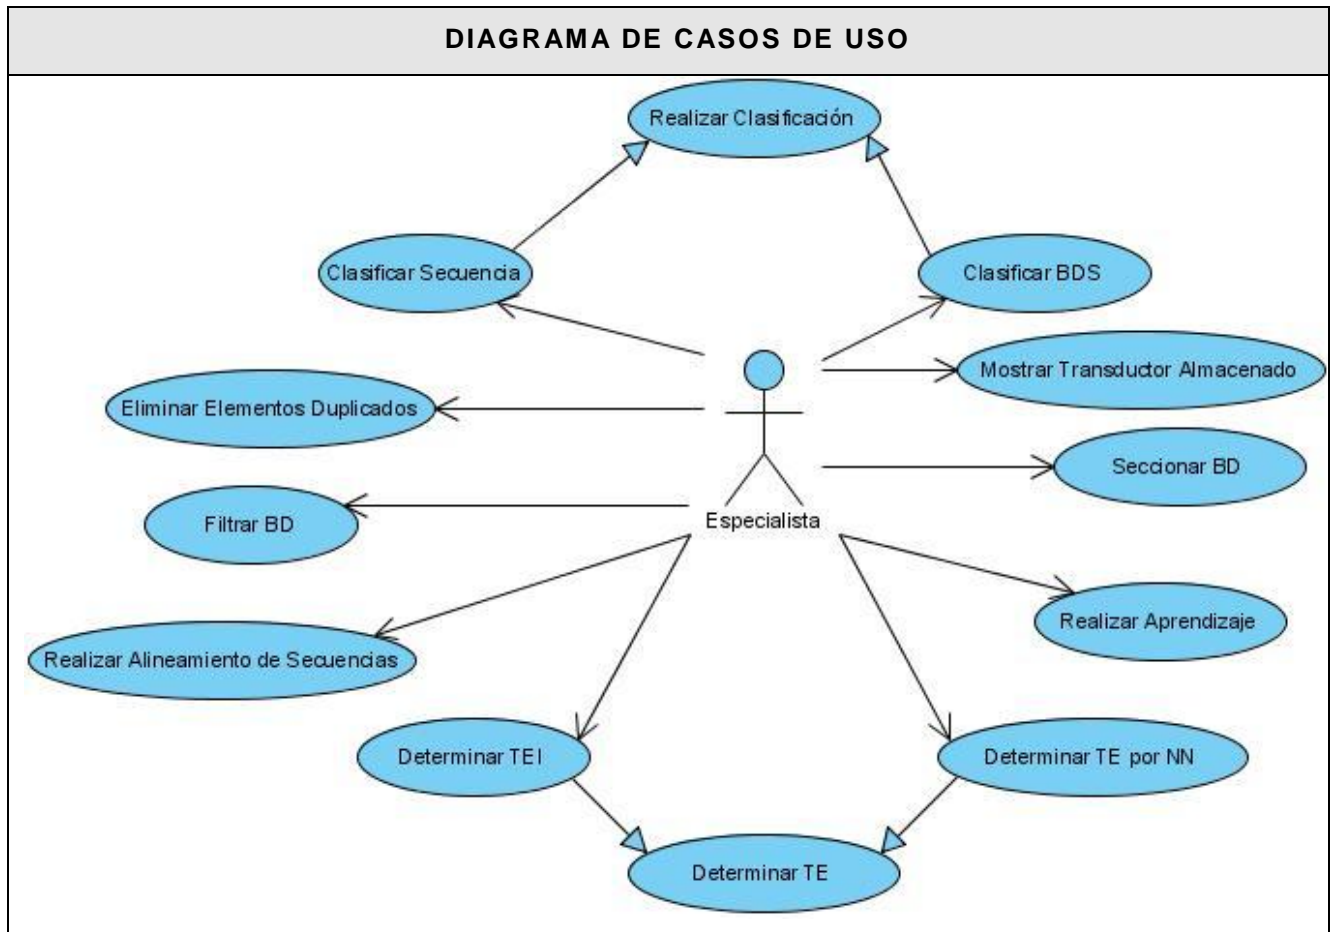 DIAGRAMA DE CASOS DE USO
Realizar Clasificación
Clasificar Secuencia
Clasificar BDS
Mostrar Transductor Almacenado
Eliminar Elementos Duplicados
Seccionar BD
Filtrar BD
Especialista
Realizar Aprendizaje
Realizar Alineamiento de Secuencias
Determinar TEI
Determinar TE por NN
Determinar TE